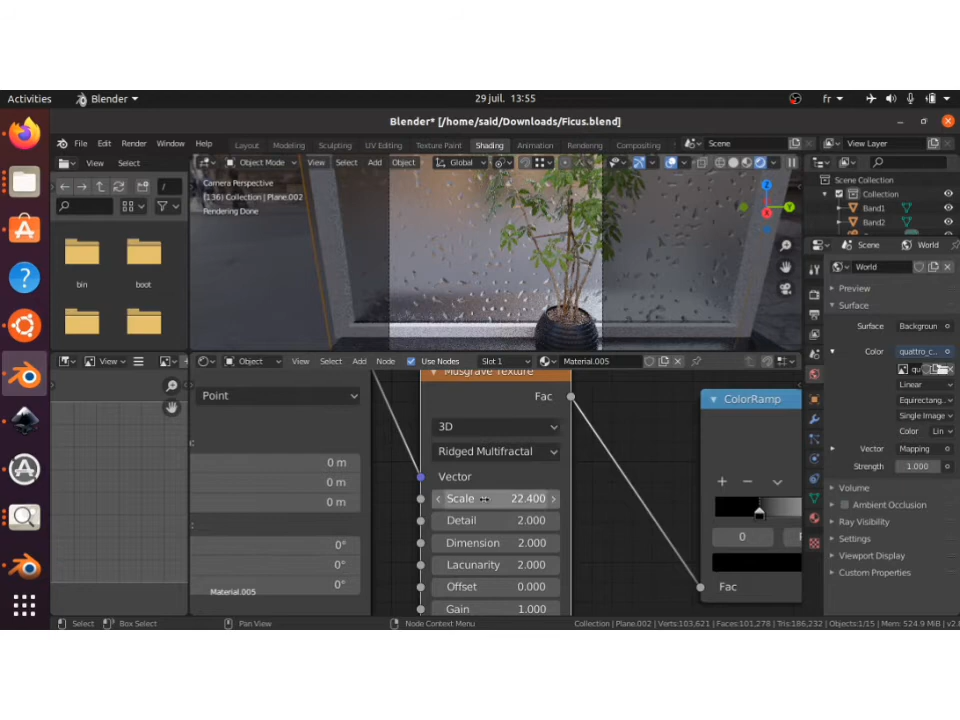 Activities Blender 29 juil. 13:55 fr
Blender* [/home/said/Downloads/Ficus.blend]
File Edit Render Window Help Layout Modeling Sculpting UV Editing Texture Paint Shading Animation Rendering Compositing Scene View Layer
View Select Object Mode View Select Add Object Global
Camera Perspective
(136) Collection | Plane.002
Rendering Done
Scene Collection
Collection
Band1
Band2
/
bin boot
Scene World
World
Preview
Surface
Surface Backgroun
Color quattro_c..
Linear
Equirectang.
Single Image
Color Lin
Vector Mapping
Strength 1.000
Volume
Ambient Occlusion
Ray Visibility
Settings
Viewport Display
Custom Properties
View Object View Select Add Node Use Nodes Slot 1 Material.005
Point
0 m
0 m
0 m
0°
0°
0°
Material.005
Musgrave Texture
Fac
3D
Ridged Multifractal
Vector
Scale 22.400
Detail 2.000
Dimension 2.000
Lacunarity 2.000
Offset 0.000
Gain 1.000
ColorRamp
0
Fac
Select Box Select Pan View Node Context Menu Collection | Plane.002 | Verts:103,621 | Faces:101,278 | Tris:186,232 | Objects:1/15 | Mem: 524.9 MiB | v2.